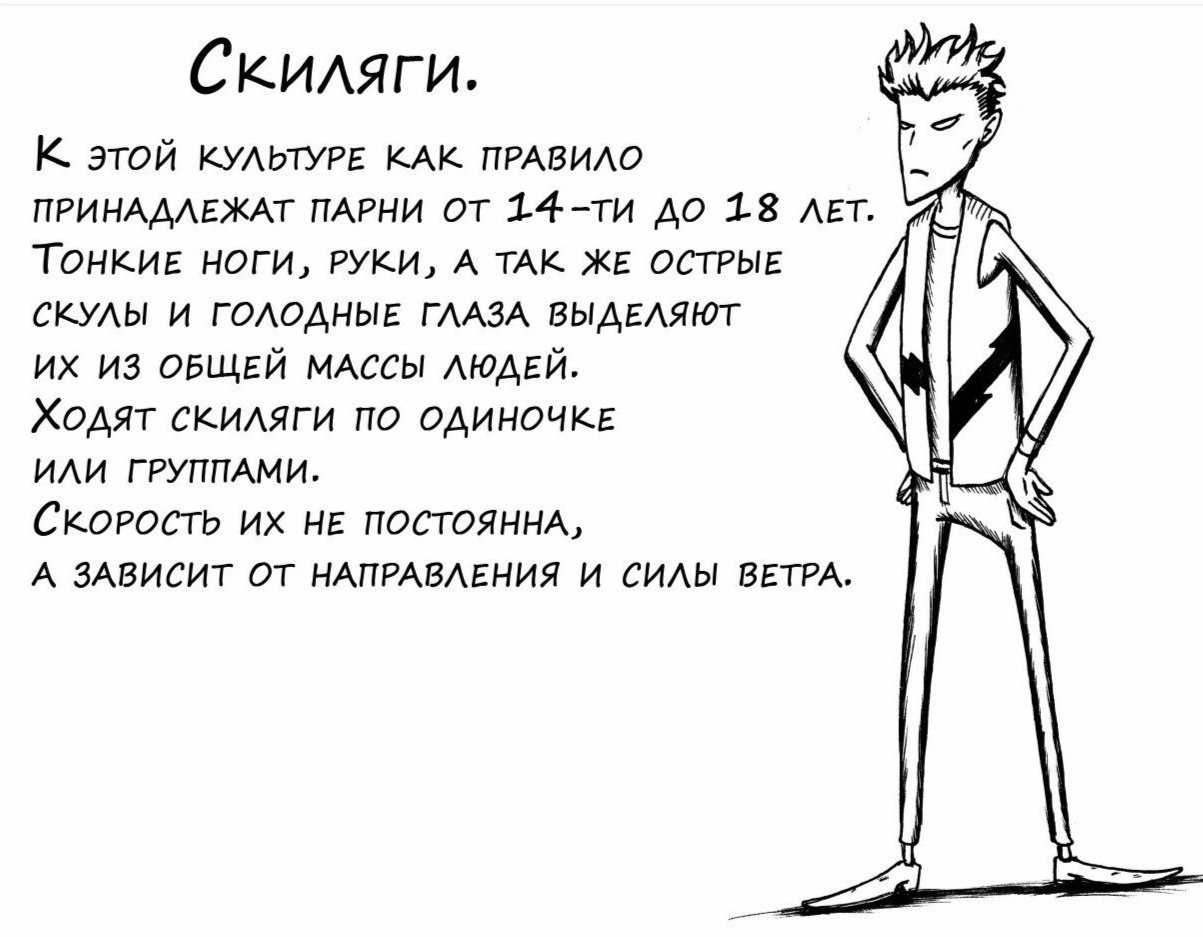 Скиляги.
К этой культуре как правило
принадлежат парни от 14-ти до 18 лет.
Тонкие ноги, руки, а так же острые
скулы и голодные глаза выделяют
их из общей массы людей.
Ходят скиляги по одиночке
или группами.
Скорость их не постоянна,
а зависит от направления и силы ветра.